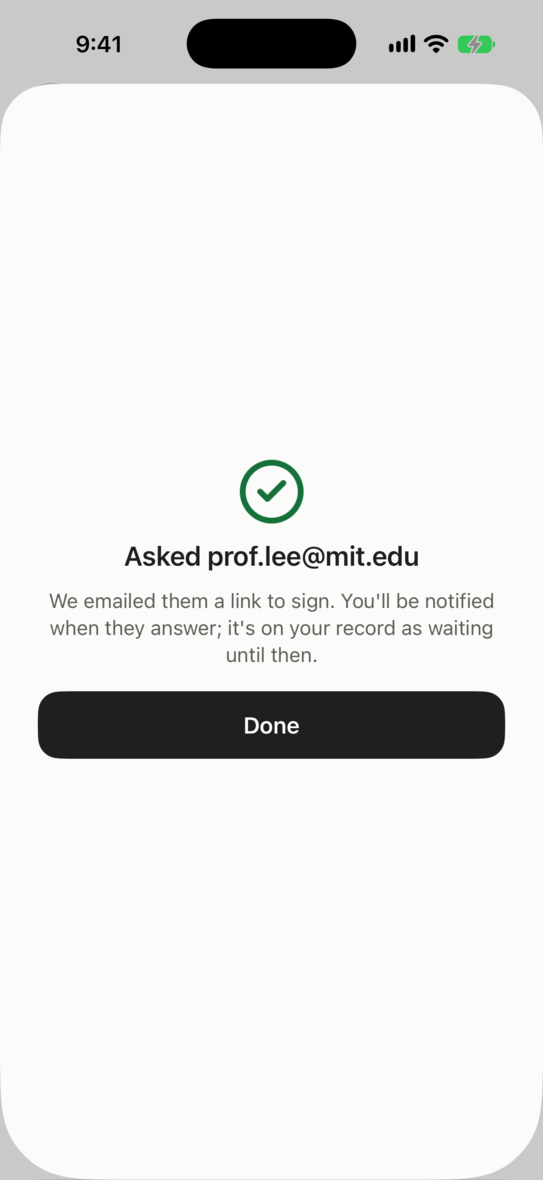 9:41
Asked prof.lee@mit.edu
We emailed them a link to sign. You'll be notified
when they answer; it's on your record as waiting
until then.
Done